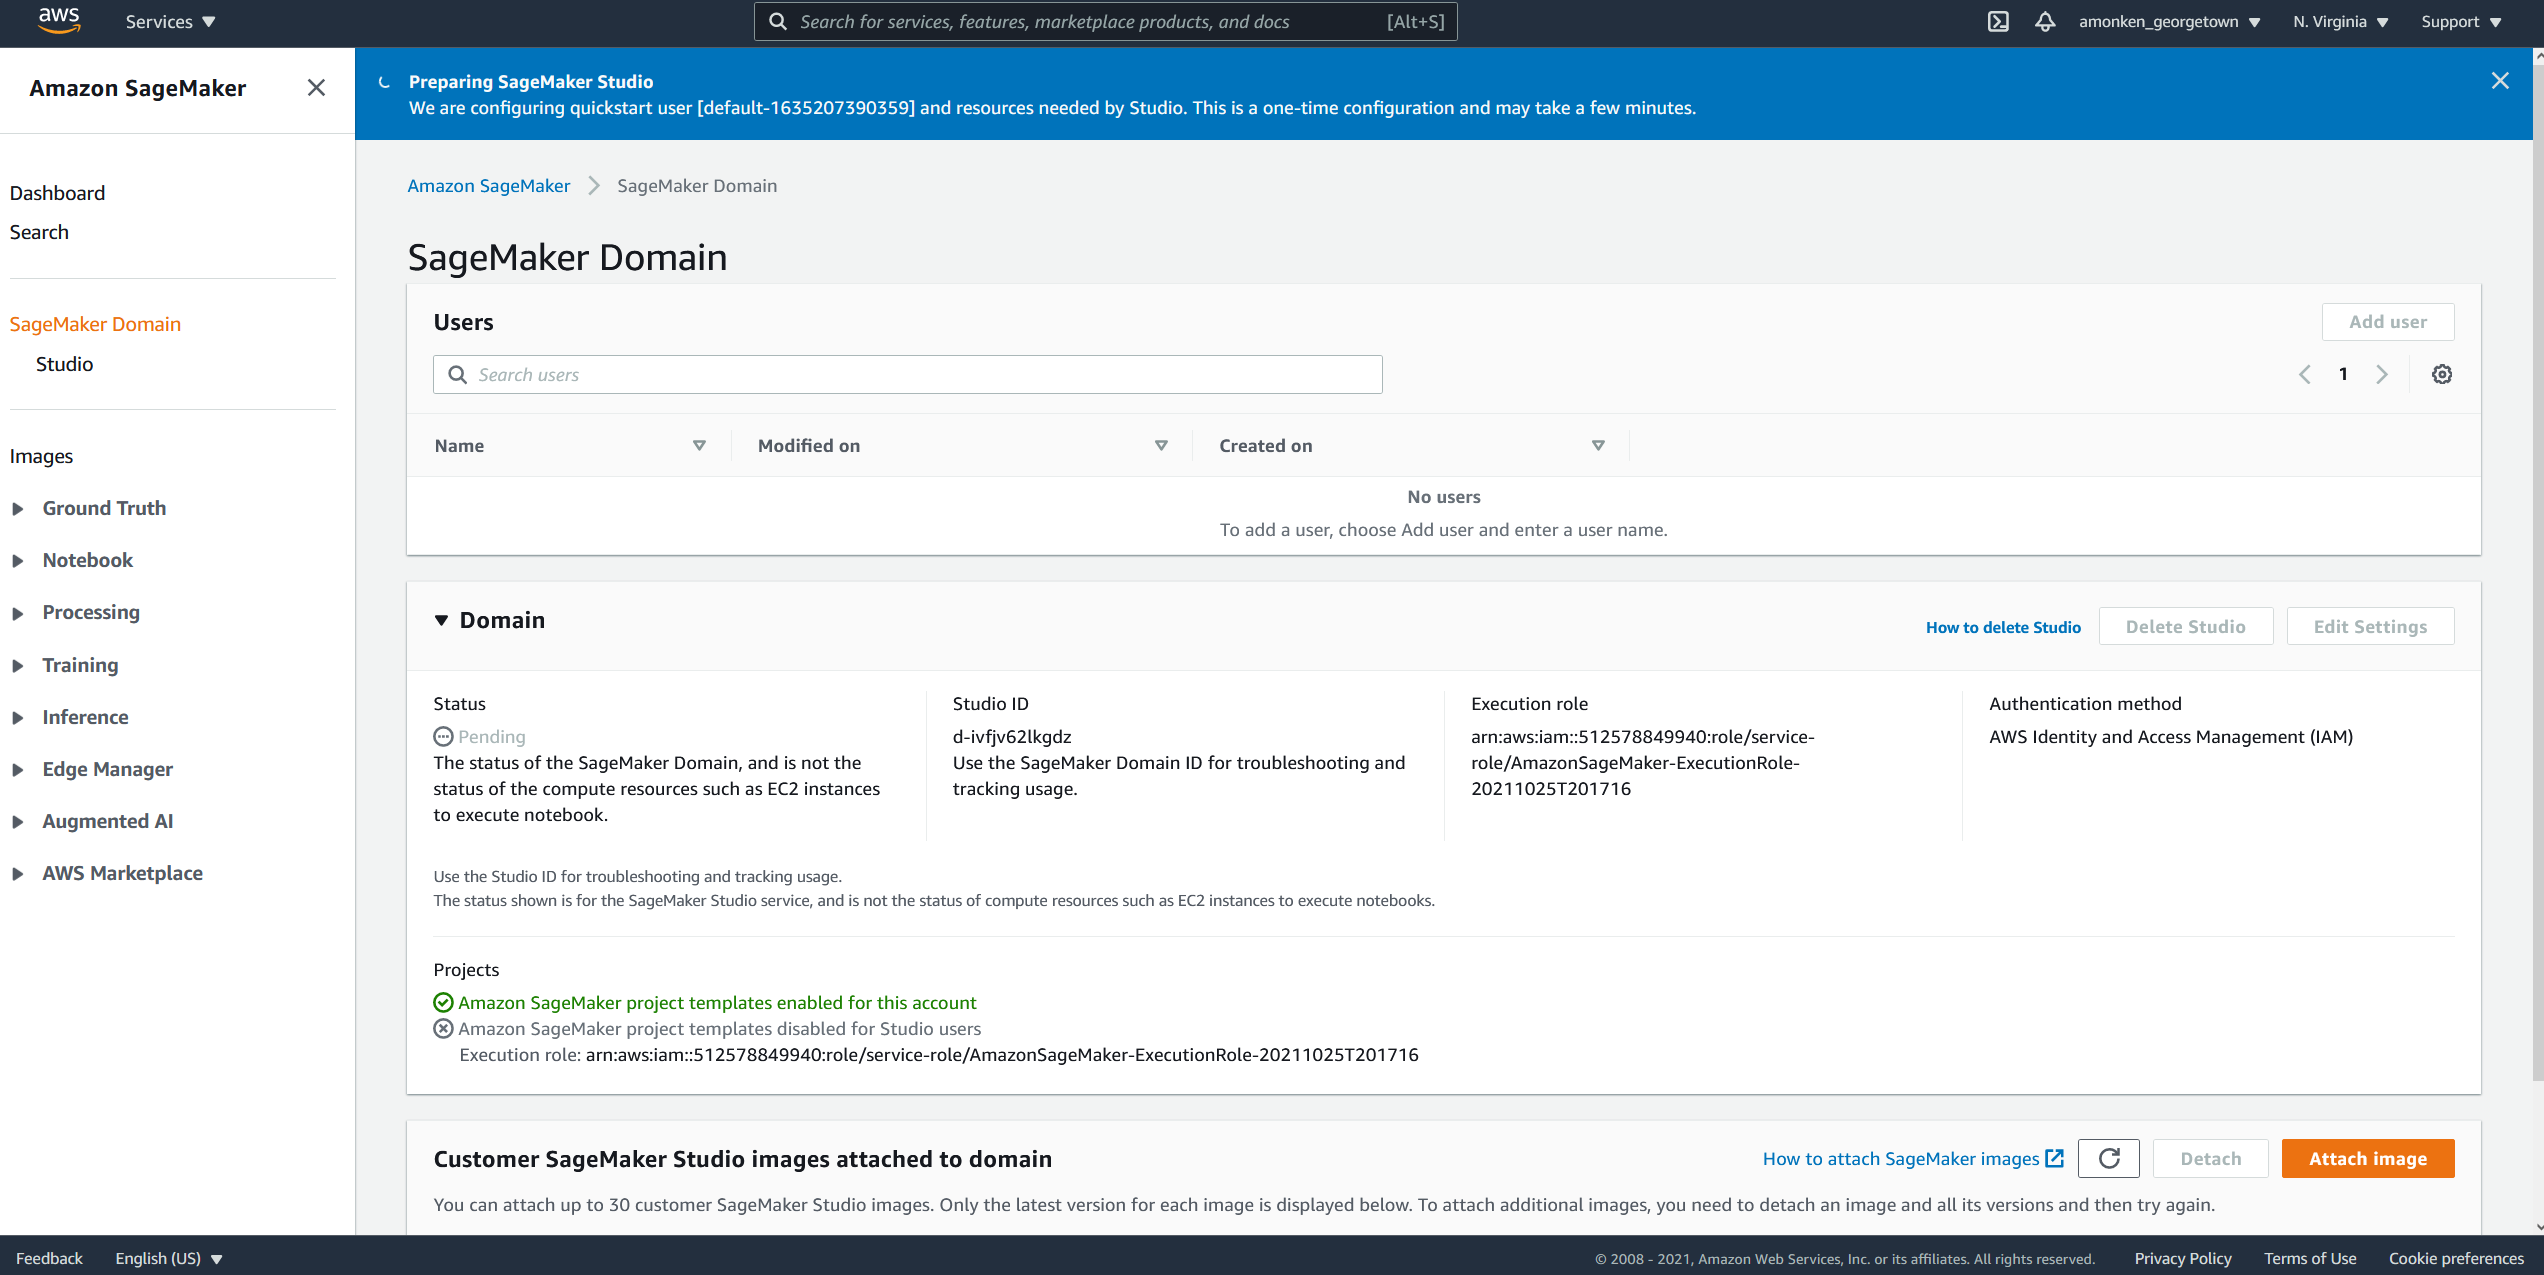 aws
Services
Search for services, features, marketplace products, and docs
[Alt+S]
amonken_georgetown
N. Virginia
Support
Amazon SageMaker
Dashboard
Search
SageMaker Domain
Studio
Images
Ground Truth
Notebook
Processing
Training
Inference
Edge Manager
Augmented AI
AWS Marketplace
Preparing SageMaker Studio
We are configuring quickstart user [default-1635207390359] and resources needed by Studio. This is a one-time configuration and may take a few minutes.
Amazon SageMaker
SageMaker Domain
SageMaker Domain
Users
Add user
Search users
1
Name
Modified on
Created on
No users
To add a user, choose Add user and enter a user name.
Domain
How to delete Studio
Delete Studio
Edit Settings
Status
Pending
The status of the SageMaker Domain, and is not the
status of the compute resources such as EC2 instances
to execute notebook.
Studio ID
d-ivfjv62lkgdz
Use the SageMaker Domain ID for troubleshooting and
tracking usage.
Execution role
arn:aws:iam::512578849940:role/service-
role/AmazonSageMaker-ExecutionRole-
20211025T201716
Authentication method
AWS Identity and Access Management (IAM)
Use the Studio ID for troubleshooting and tracking usage.
The status shown is for the SageMaker Studio service, and is not the status of compute resources such as EC2 instances to execute notebooks.
Projects
Amazon SageMaker project templates enabled for this account
Amazon SageMaker project templates disabled for Studio users
Execution role: arn:aws:iam::512578849940:role/service-role/AmazonSageMaker-ExecutionRole-20211025T201716
Customer SageMaker Studio images attached to domain
How to attach SageMaker images
Detach
Attach image
You can attach up to 30 customer SageMaker Studio images. Only the latest version for each image is displayed below. To attach additional images, you need to detach an image and all its versions and then try again.
Feedback
English (US)
© 2008 - 2021, Amazon Web Services, Inc. or its affiliates. All rights reserved.
Privacy Policy
Terms of Use
Cookie preferences